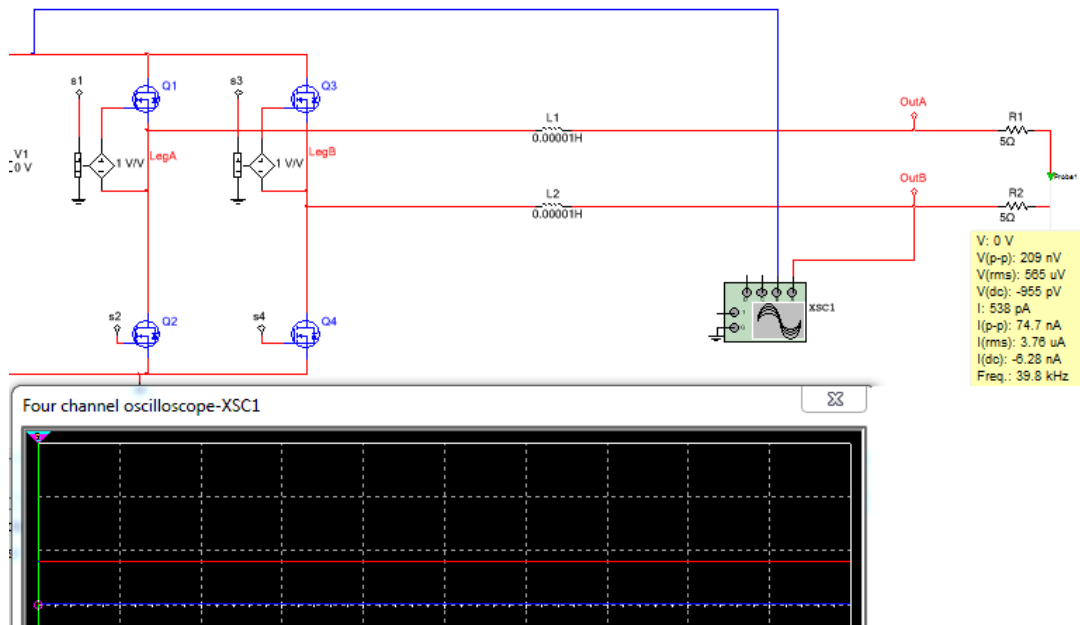 s1
Q1
s3
Q3
V1
0 V
1 V/V
LegA
1 V/V
LegB
L1
0.00001H
OutA
R1
5Ω
Probe1
L2
0.00001H
OutB
R2
5Ω
s2
Q2
s4
Q4
XSC1
V: 0 V
V(p-p): 209 nV
V(rms): 565 uV
V(dc): -955 pV
I: 538 pA
I(p-p): 74.7 nA
I(rms): 3.76 uA
I(dc): -6.28 nA
Freq.: 39.8 kHz
Four channel oscilloscope-XSC1